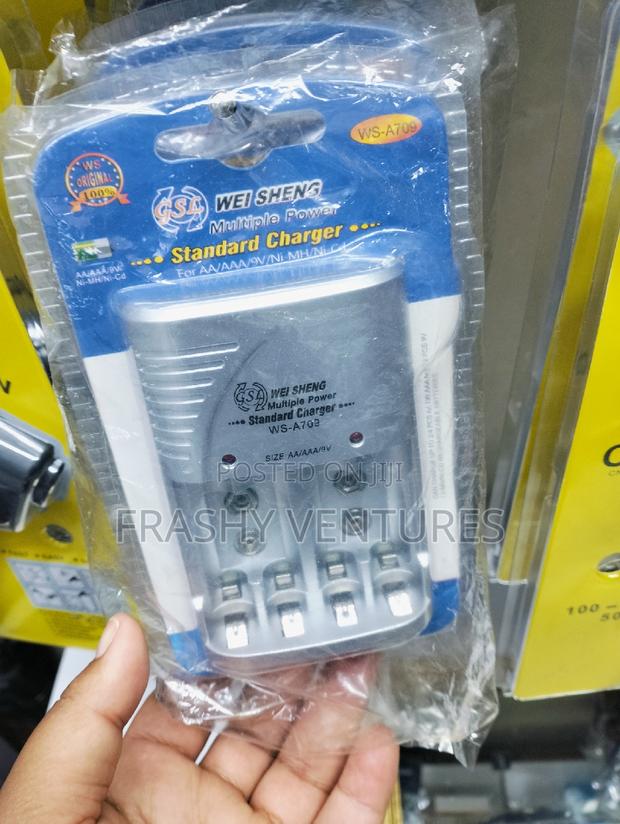 WS-A709
WS
ORIGINAL
100%
GSL WEI SHENG
Multiple Power
Standard Charger
For AA/AAA/9V/Ni-MH/Ni-Cd
AA/AAA/9V/
Ni-MH/Ni-Cd
GSL WEI SHENG
Multiple Power
Standard Charger
WS-A709
SIZE AA/AAA/9V
POSTED ON JIJI
FRASHY VENTURES
100 -
50